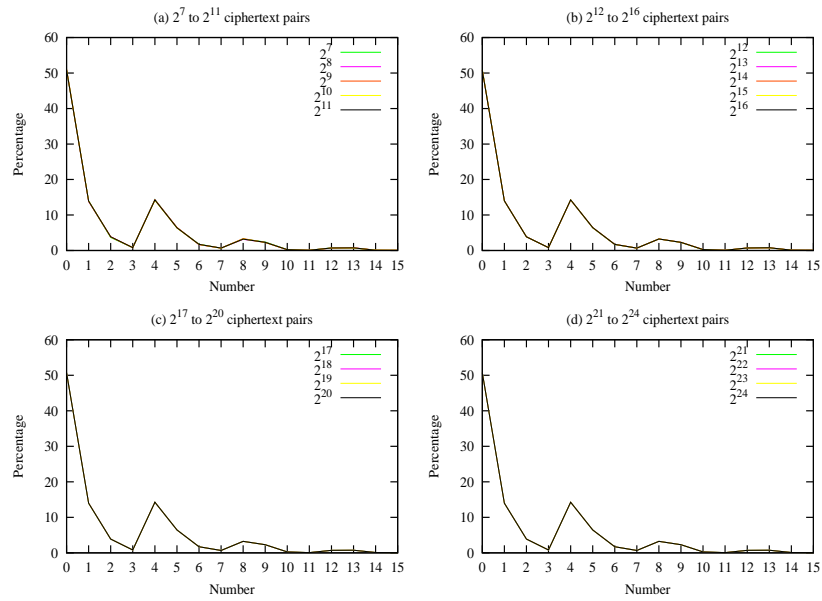 (a) 2^7 to 2^11 ciphertext pairs
60
50
40
30
20
10
0
Percentage
2^7
2^8
2^9
2^10
2^11
0 1 2 3 4 5 6 7 8 9 10 11 12 13 14 15
Number
(b) 2^12 to 2^16 ciphertext pairs
60
50
40
30
20
10
0
Percentage
2^12
2^13
2^14
2^15
2^16
0 1 2 3 4 5 6 7 8 9 10 11 12 13 14 15
Number
(c) 2^17 to 2^20 ciphertext pairs
60
50
40
30
20
10
0
Percentage
2^17
2^18
2^19
2^20
0 1 2 3 4 5 6 7 8 9 10 11 12 13 14 15
Number
(d) 2^21 to 2^24 ciphertext pairs
60
50
40
30
20
10
0
Percentage
2^21
2^22
2^23
2^24
0 1 2 3 4 5 6 7 8 9 10 11 12 13 14 15
Number